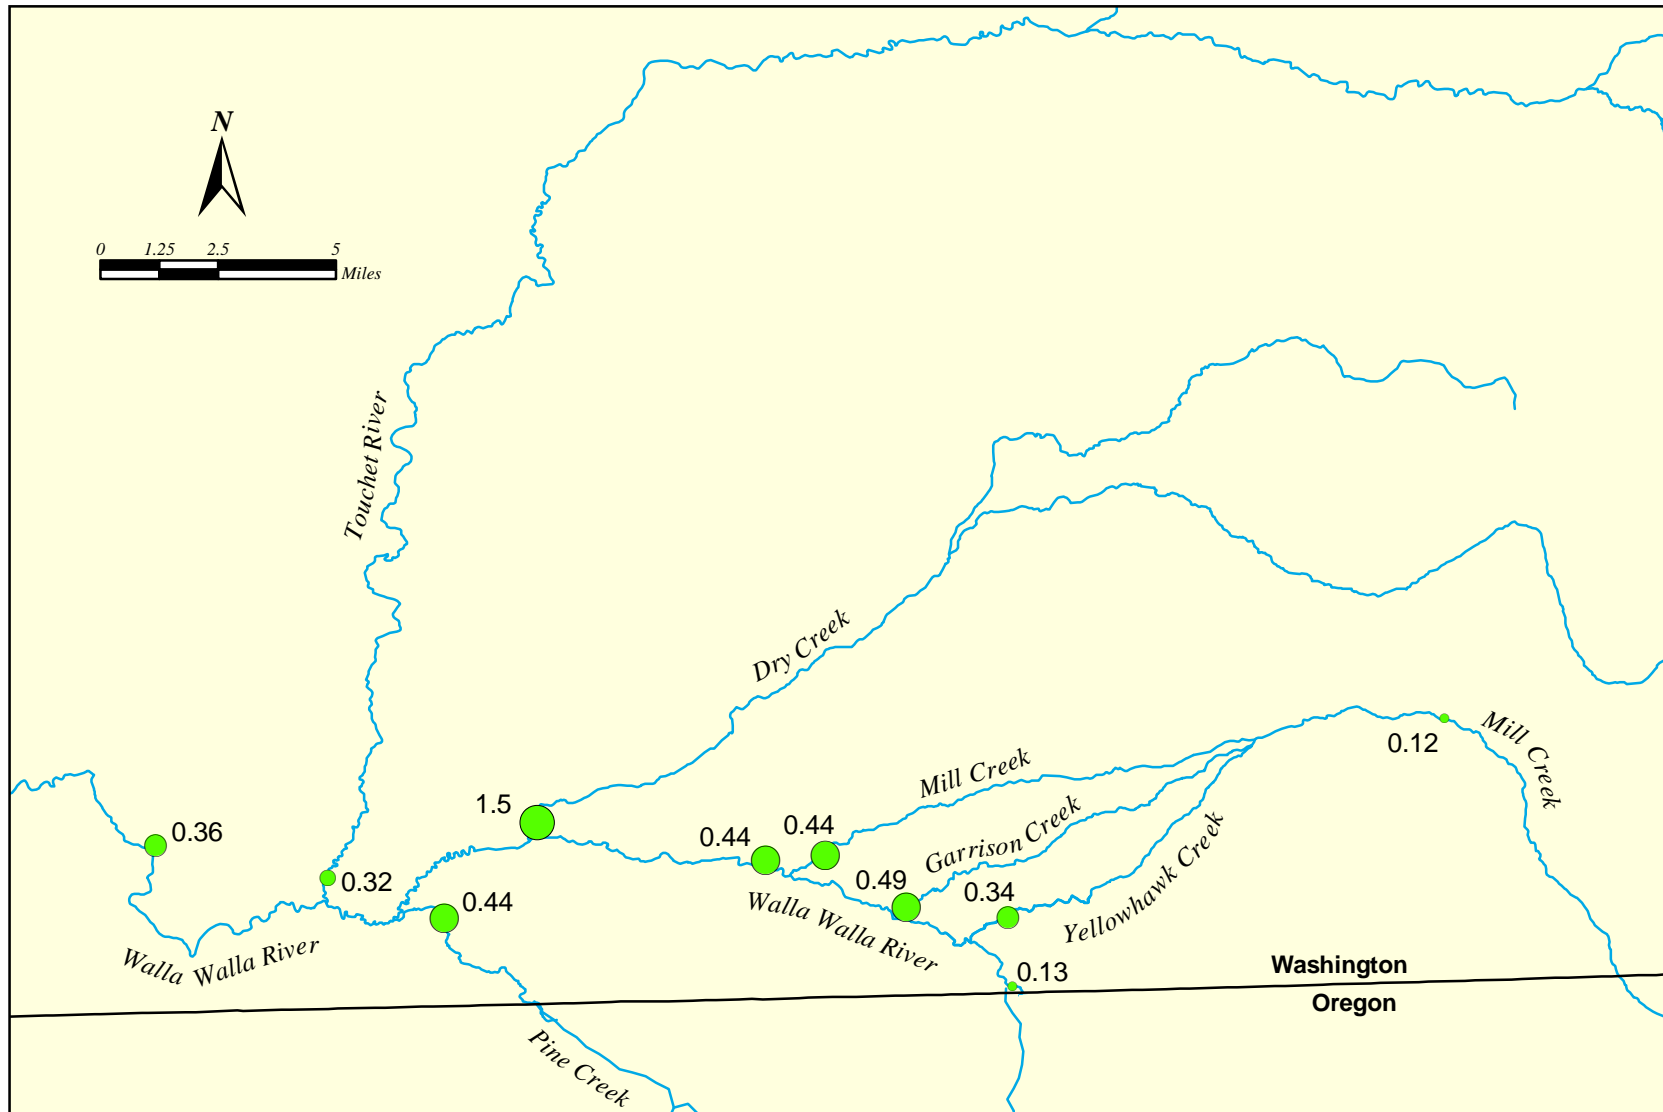 N
0 1.25 2.5 5
Miles
Touchet River
Dry Creek
Mill Creek
0.12
Mill Creek
1.5
0.44
0.44
Garrison Creek
Yellowhawk Creek
0.36
0.32
0.44
0.49
0.34
Walla Walla River
Walla Walla River
0.13
Washington
Oregon
Pine Creek